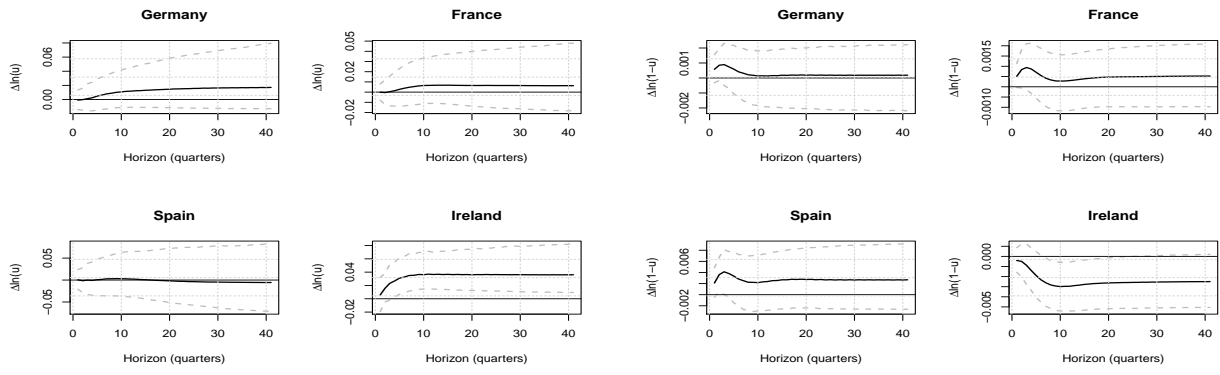 Germany
Δln(u)
0.00 0.06
0 10 20 30 40
Horizon (quarters)
France
Δln(u)
−0.02 0.02 0.05
0 10 20 30 40
Horizon (quarters)
Germany
Δln(1−u)
−0.002 0.001
0 10 20 30 40
Horizon (quarters)
France
Δln(1−u)
−0.0010 0.0015
0 10 20 30 40
Horizon (quarters)
Spain
Δln(u)
−0.05 0.05
0 10 20 30 40
Horizon (quarters)
Ireland
Δln(u)
−0.02 0.04
0 10 20 30 40
Horizon (quarters)
Spain
Δln(1−u)
−0.002 0.006
0 10 20 30 40
Horizon (quarters)
Ireland
Δln(1−u)
−0.005 0.000
0 10 20 30 40
Horizon (quarters)